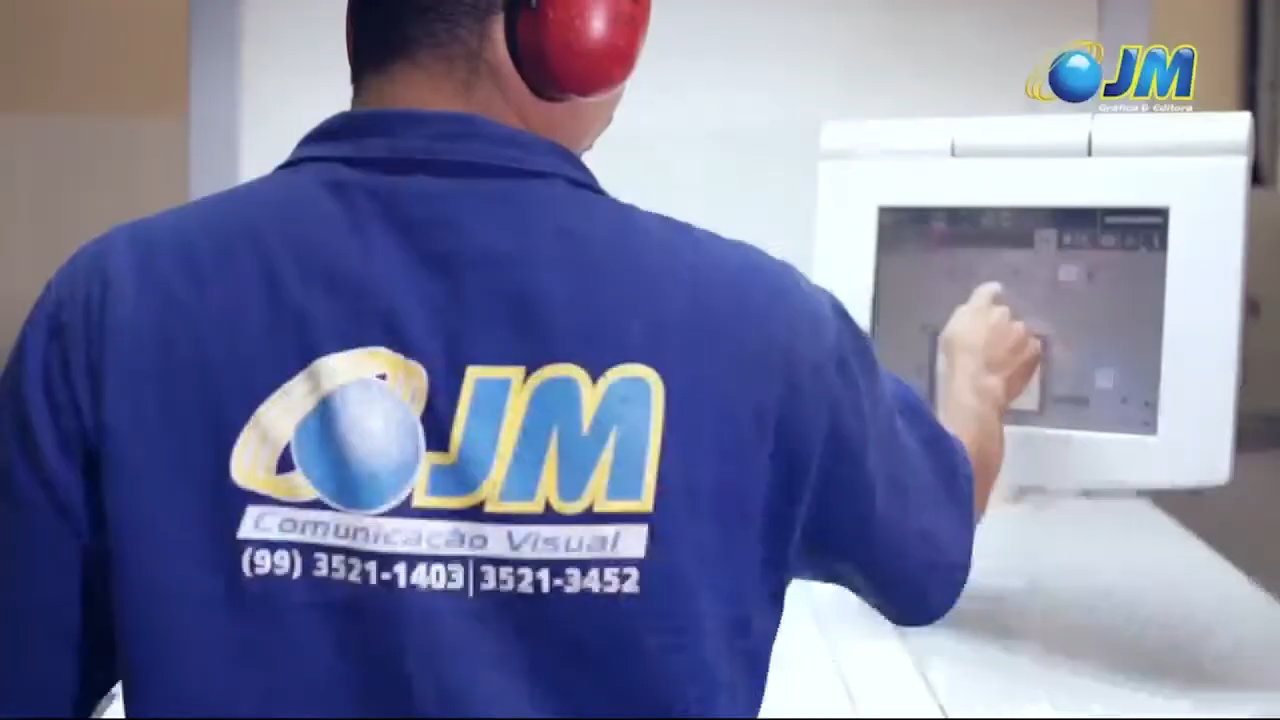 JM
Gráfica & Editora
JM
Comunicação Visual
(99) 3521-1403 | 3521-3452